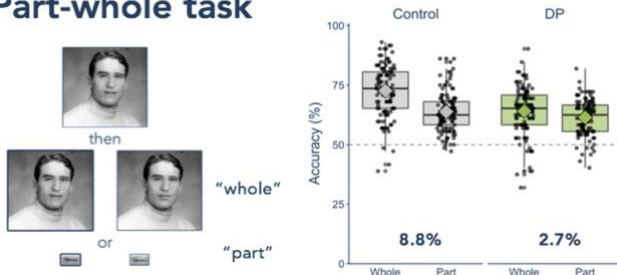 Part-whole task
then
"whole"
or
"part"
Control
DP
Accuracy (%)
100
75
50
25
0
8.8%
2.7%
Whole
Part
Whole
Part